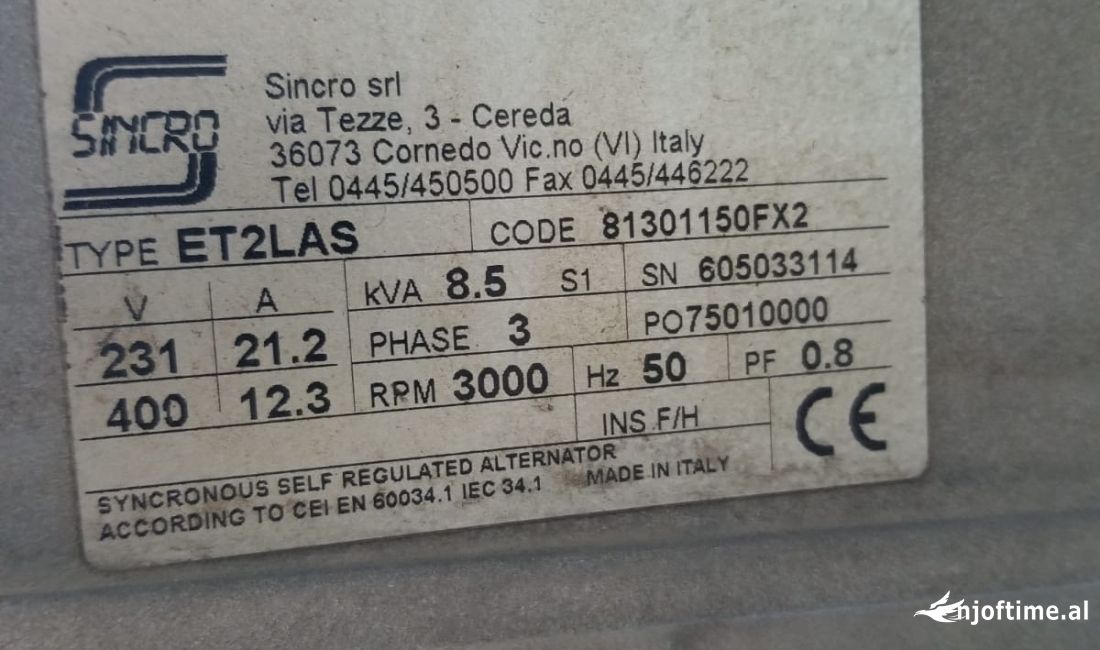 SINCRO
Sincro srl
via Tezze, 3 - Cereda
36073 Cornedo Vic.no (VI) Italy
Tel 0445/450500 Fax 0445/446222
TYPE ET2LAS CODE 81301150FX2
V A kVA 8.5 S1 SN 605033114
231 21.2 PHASE 3 PO75010000
400 12.3 RPM 3000 Hz 50 PF 0.8
INS F/H CE
SYNCRONOUS SELF REGULATED ALTERNATOR
ACCORDING TO CEI EN 60034.1 IEC 34.1 MADE IN ITALY
njoftime.al